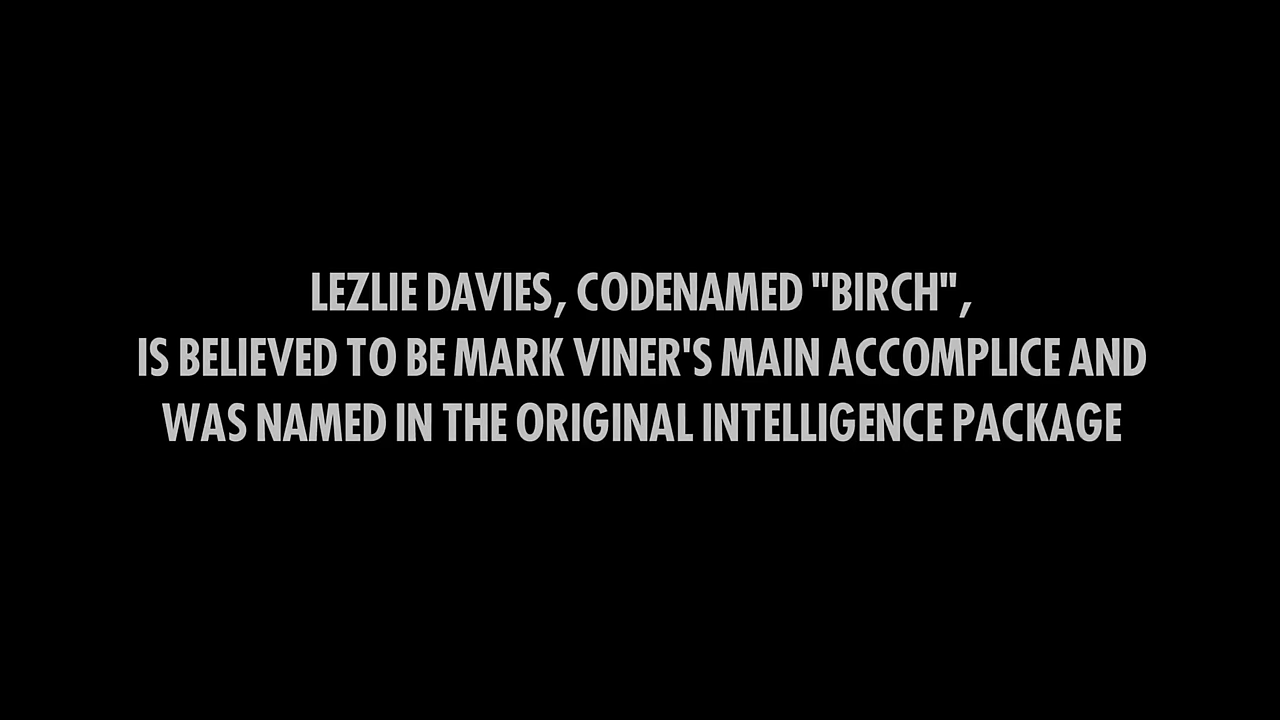 LEZLIE DAVIES, CODENAMED "BIRCH",
IS BELIEVED TO BE MARK VINER'S MAIN ACCOMPLICE AND
WAS NAMED IN THE ORIGINAL INTELLIGENCE PACKAGE